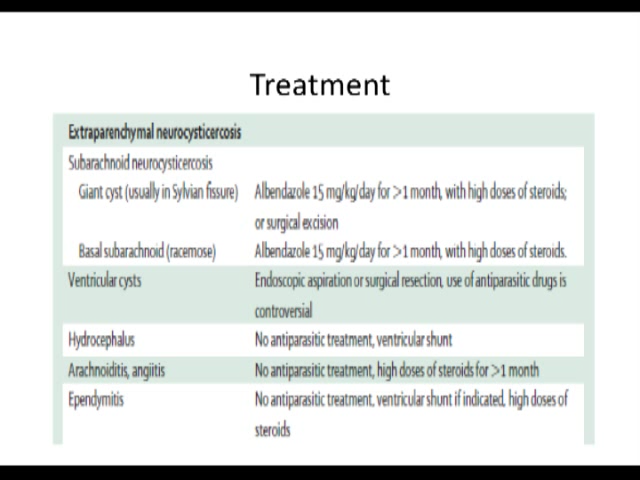 Treatment
Extraparenchymal neurocysticercosis
Subarachnoid neurocysticercosis
Giant cyst (usually in Sylvian fissure) Albendazole 15 mg/kg/day for >1 month, with high doses of steroids;
or surgical excision
Basal subarachnoid (racemose) Albendazole 15 mg/kg/day for >1 month, with high doses of steroids.
Ventricular cysts Endoscopic aspiration or surgical resection, use of antiparasitic drugs is
controversial
Hydrocephalus No antiparasitic treatment, ventricular shunt
Arachnoiditis, angiitis No antiparasitic treatment, high doses of steroids for >1 month
Ependymitis No antiparasitic treatment, ventricular shunt if indicated, high doses of
steroids